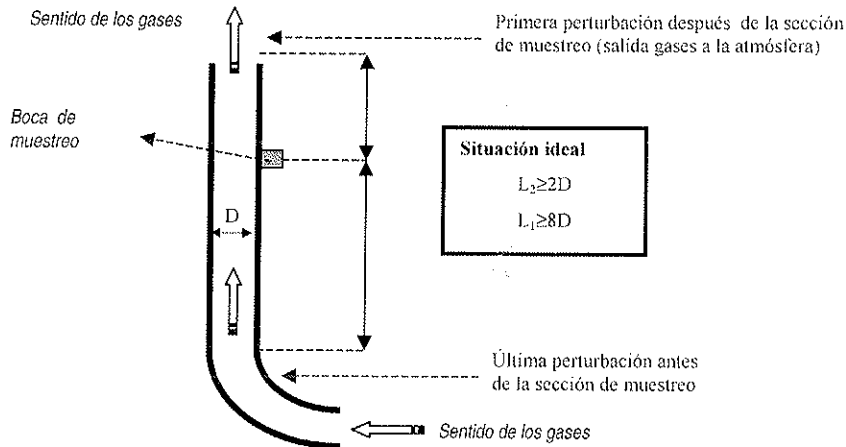 Sentido de los gases
Primera perturbación después de la sección
de muestreo (salida gases a la atmósfera)
Boca de
muestreo
Situación ideal
L₂≥2D
L₁≥8D
D
Última perturbación antes
de la sección de muestreo
Sentido de los gases